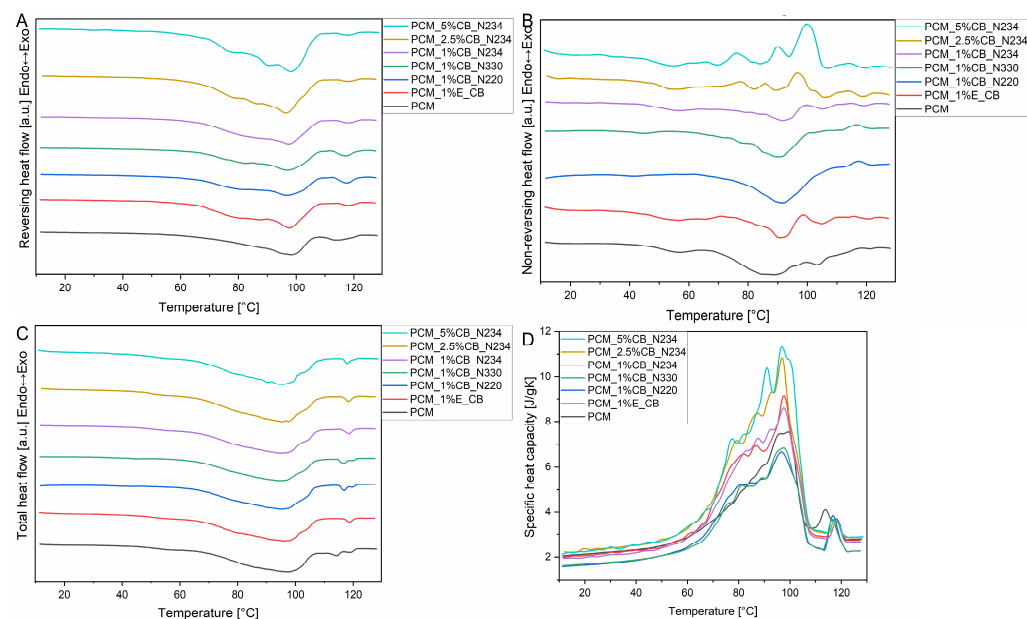 A
Reversing heat flow [a.u.] Endo↔Exo
PCM_5%CB_N234
PCM_2.5%CB_N234
PCM_1%CB_N234
PCM_1%CB_N330
PCM_1%CB_N220
PCM_1%E_CB
PCM
20 40 60 80 100 120
Temperature [°C]
B
Non-reversing heat flow [a.u.] Endo↔Exo
PCM_5%CB_N234
PCM_2.5%CB_N234
PCM_1%CB_N234
PCM_1%CB_N330
PCM_1%CB_N220
PCM_1%E_CB
PCM
20 40 60 80 100 120
Temperature [°C]
C
Total heat flow [a.u.] Endo↔Exo
PCM_5%CB_N234
PCM_2.5%CB_N234
PCM_1%CB_N234
PCM_1%CB_N330
PCM_1%CB_N220
PCM_1%E_CB
PCM
20 40 60 80 100 120
Temperature [°C]
D
Specific heat capacity [J/gK]
12
10
8
6
4
2
PCM_5%CB_N234
PCM_2.5%CB_N234
PCM_1%CB_N234
PCM_1%CB_N330
PCM_1%CB_N220
PCM_1%E_CB
PCM
20 40 60 80 100 120
Temperature [°C]